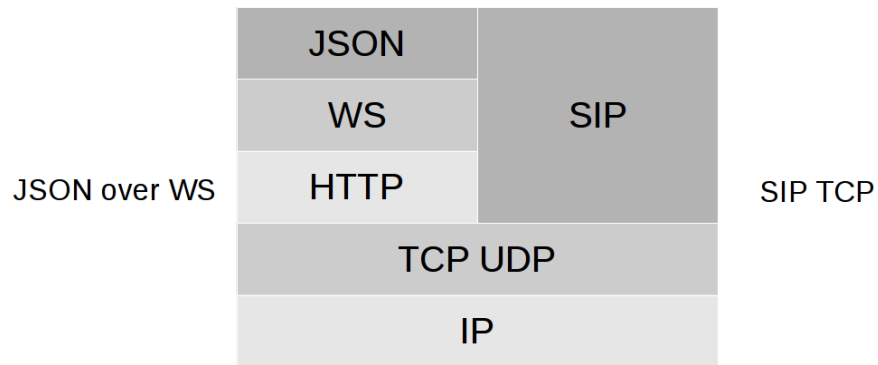 JSON
WS
SIP
HTTP
JSON over WS
SIP TCP
TCP UDP
IP